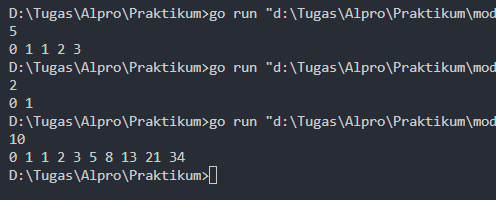 D:\Tugas\Alpro\Praktikum>go run "d:\Tugas\Alpro\Praktikum\mod
5
0 1 1 2 3
D:\Tugas\Alpro\Praktikum>go run "d:\Tugas\Alpro\Praktikum\mod
2
0 1
D:\Tugas\Alpro\Praktikum>go run "d:\Tugas\Alpro\Praktikum\mod
10
0 1 1 2 3 5 8 13 21 34
D:\Tugas\Alpro\Praktikum>